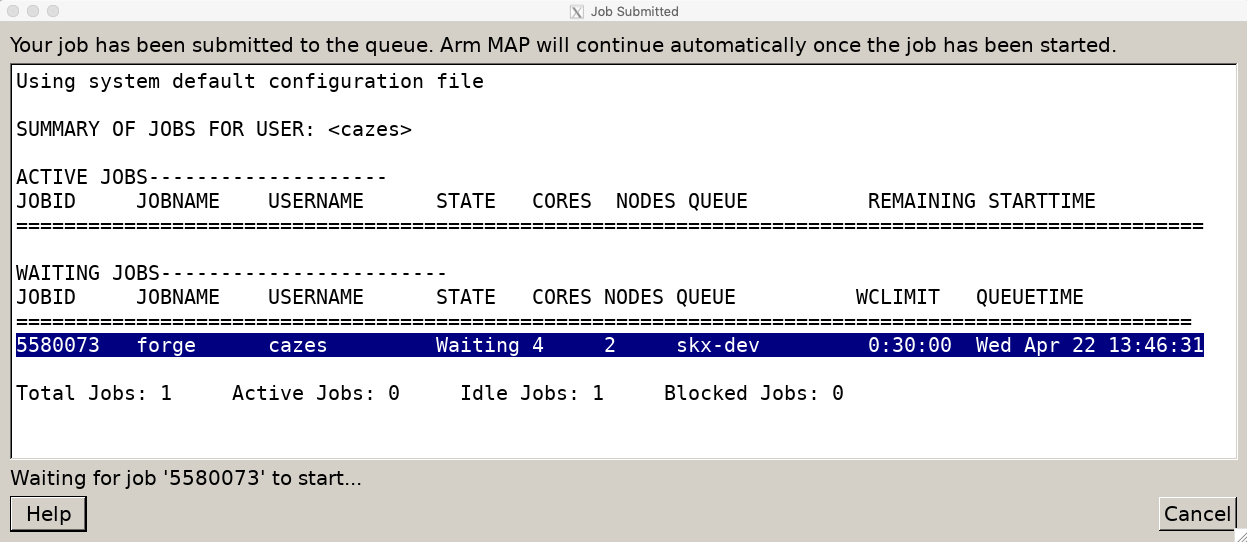 Job Submitted
Your job has been submitted to the queue. Arm MAP will continue automatically once the job has been started.
Using system default configuration file
SUMMARY OF JOBS FOR USER: <cazes>
ACTIVE JOBS--------------------
JOBID     JOBNAME    USERNAME      STATE   CORES  NODES QUEUE          REMAINING STARTTIME
===================================================================================================
WAITING JOBS------------------------
JOBID     JOBNAME    USERNAME      STATE   CORES NODES QUEUE          WCLIMIT   QUEUETIME
==================================================================================================
5580073   forge      cazes         Waiting 4     2     skx-dev         0:30:00  Wed Apr 22 13:46:31
Total Jobs: 1     Active Jobs: 0     Idle Jobs: 1     Blocked Jobs: 0
Waiting for job '5580073' to start...
Help
Cancel